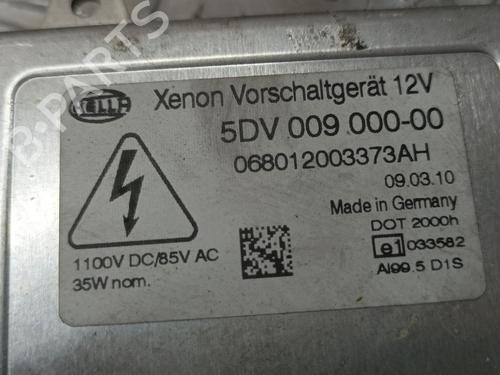 HELLA
Xenon Vorschaltgerät 12V
5DV 009 000-00
068012003373AH
09.03.10
Made in Germany
DOT 2000h
e1 033582
Al99.5 D1S
1100V DC/85V AC
35W nom.
B-PARTS